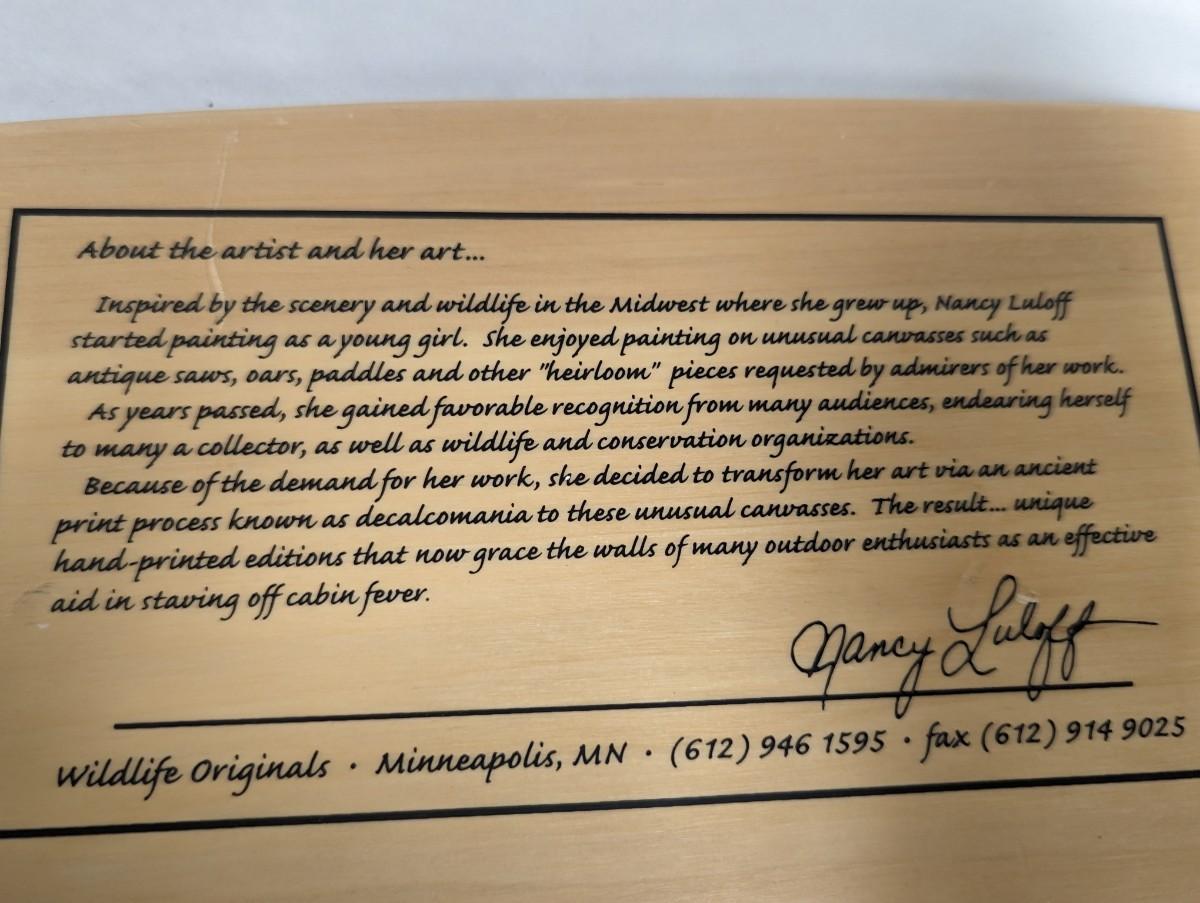 About the artist and her art...
Inspired by the scenery and wildlife in the Midwest where she grew up, Nancy Luloff
started painting as a young girl. She enjoyed painting on unusual canvasses such as
antique saws, oars, paddles and other "heirloom" pieces requested by admirers of her work.
As years passed, she gained favorable recognition from many audiences, endearing herself
to many a collector, as well as wildlife and conservation organizations.
Because of the demand for her work, she decided to transform her art via an ancient
print process known as decalcomania to these unusual canvasses. The result... unique
hand-printed editions that now grace the walls of many outdoor enthusiasts as an effective
aid in staving off cabin fever.
Nancy Luloff
Wildlife Originals · Minneapolis, MN · (612) 946 1595 · fax (612) 914 9025